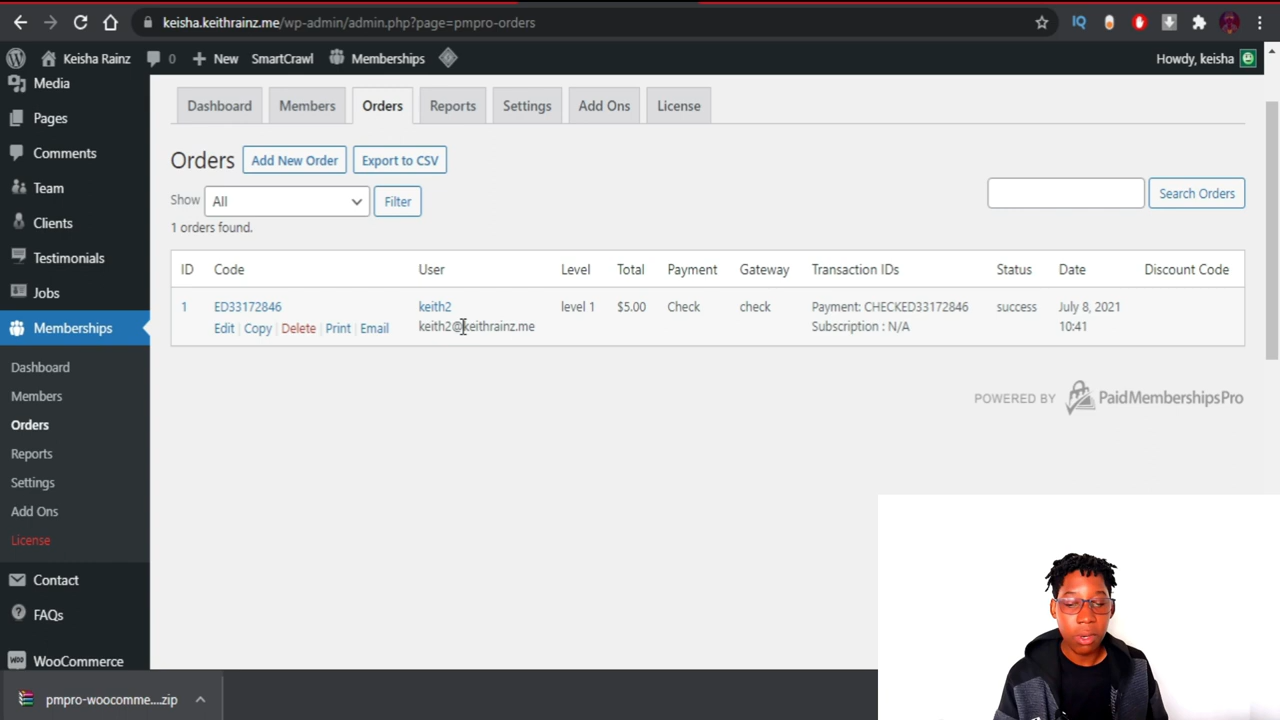 keisha.keithrainz.me/wp-admin/admin.php?page=pmpro-orders
IQ
Keisha Rainz 0 New SmartCrawl Memberships Howdy, keisha
Media
Pages
Comments
Team
Clients
Testimonials
Jobs
Memberships
Dashboard
Members
Orders
Reports
Settings
Add Ons
License
Contact
FAQs
WooCommerce
Dashboard Members Orders Reports Settings Add Ons License
Orders Add New Order Export to CSV
Show All Filter
Search Orders
1 orders found.
ID Code User Level Total Payment Gateway Transaction IDs Status Date Discount Code
1 ED33172846 keith2 level 1 $5.00 Check check Payment: CHECKED33172846 success July 8, 2021
Edit | Copy | Delete | Print | Email keith2@keithrainz.me Subscription : N/A 10:41
POWERED BY PaidMembershipsPro
pmpro-woocomme....zip